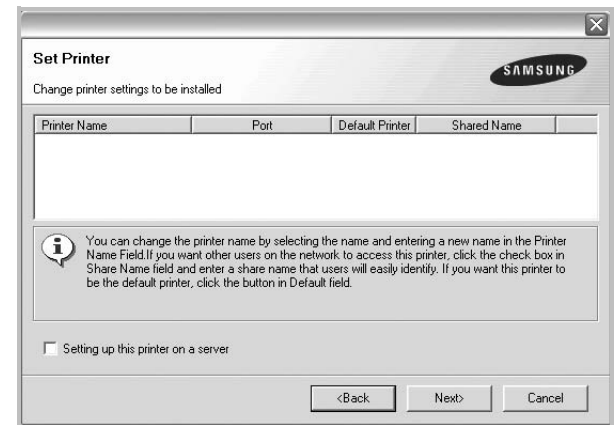 Set Printer
SAMSUNG
Change printer settings to be installed
Printer Name Port Default Printer Shared Name
You can change the printer name by selecting the name and entering a new name in the Printer
Name Field.If you want other users on the network to access this printer, click the check box in
Share Name field and enter a share name that users will easily identify. If you want this printer to
be the default printer, click the button in Default field.
Setting up this printer on a server
<Back Next> Cancel